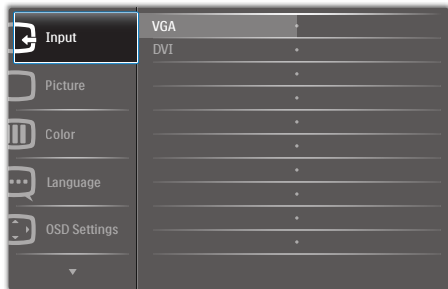 Input
VGA
DVI
Picture
Color
Language
OSD Settings